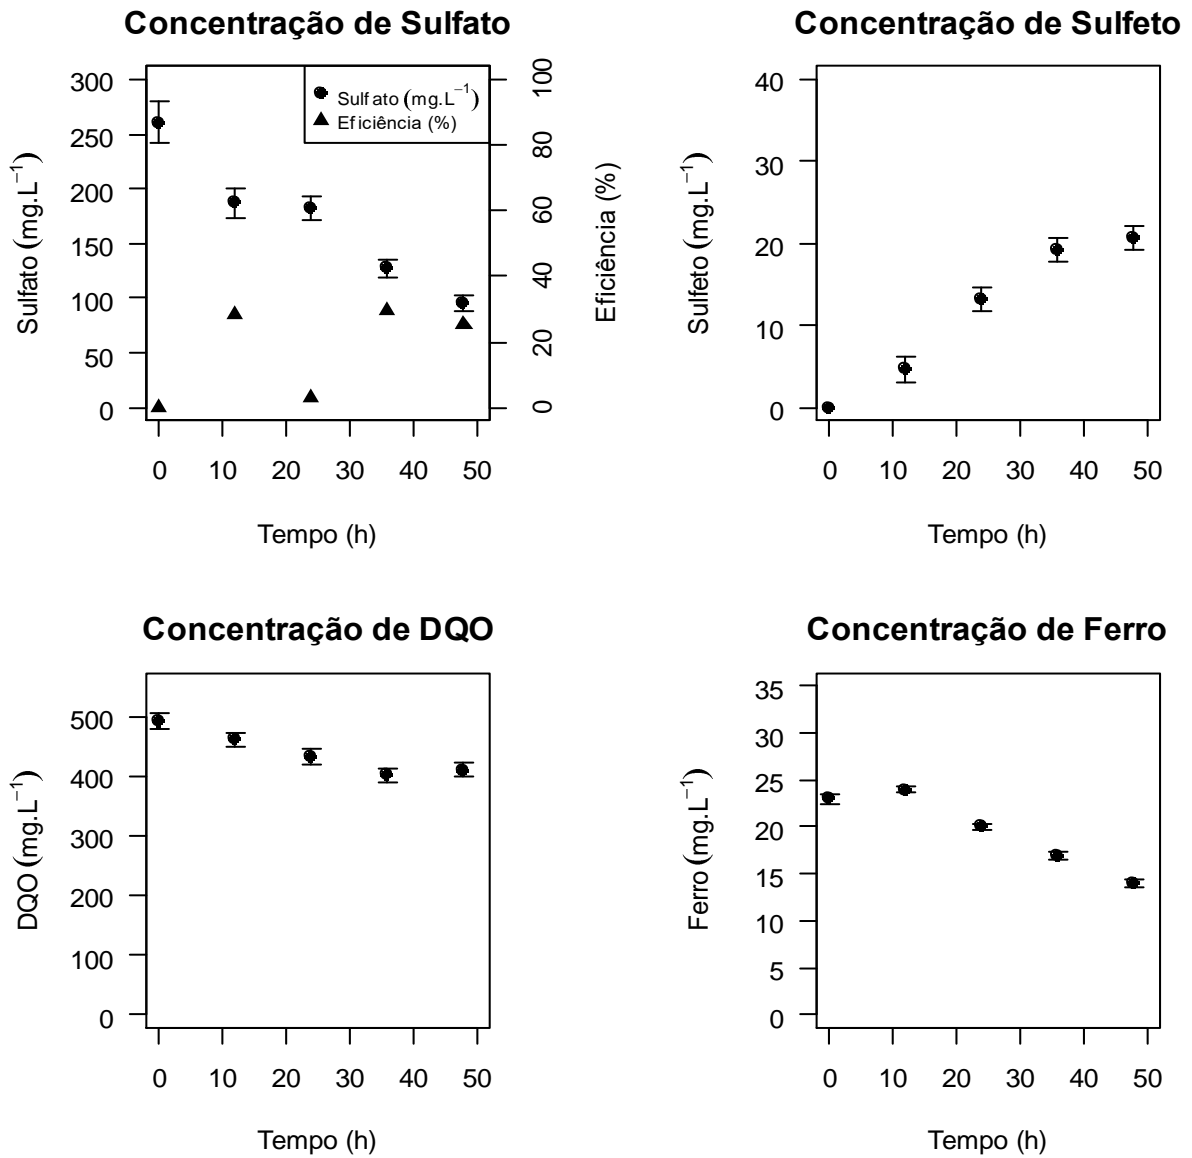 Concentração de Sulfato
Sulfato (mg.L⁻¹)
300
250
200
150
100
50
0
Sulfato (mg.L⁻¹)
Eficiência (%)
100
80
60
40
20
0
Eficiência (%)
0 10 20 30 40 50
Tempo (h)
Concentração de Sulfeto
Sulfeto (mg.L⁻¹)
40
30
20
10
0
0 10 20 30 40 50
Tempo (h)
Concentração de DQO
DQO (mg.L⁻¹)
500
400
300
200
100
0
0 10 20 30 40 50
Tempo (h)
Concentração de Ferro
Ferro (mg.L⁻¹)
35
30
25
20
15
10
5
0
0 10 20 30 40 50
Tempo (h)